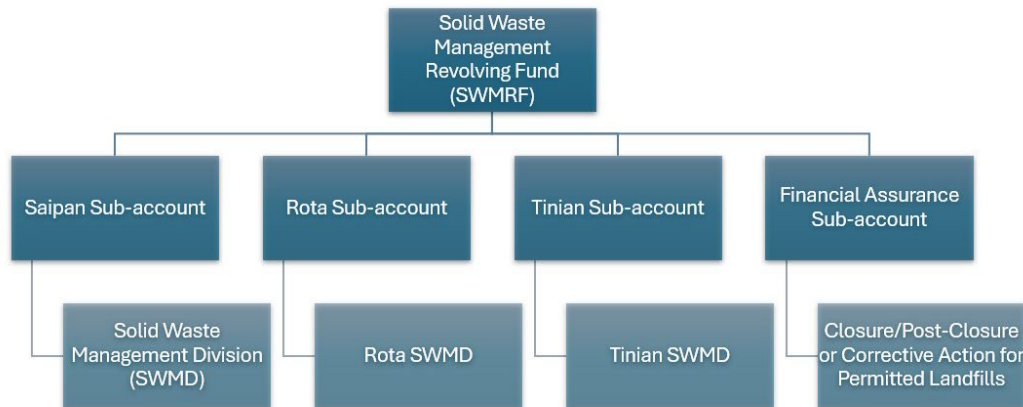 Solid Waste
Management
Revolving Fund
(SWMRF)
Saipan Sub-account
Rota Sub-account
Tinian Sub-account
Financial Assurance
Sub-account
Solid Waste
Management Division
(SWMD)
Rota SWMD
Tinian SWMD
Closure/Post-Closure
or Corrective Action for
Permitted Landfills